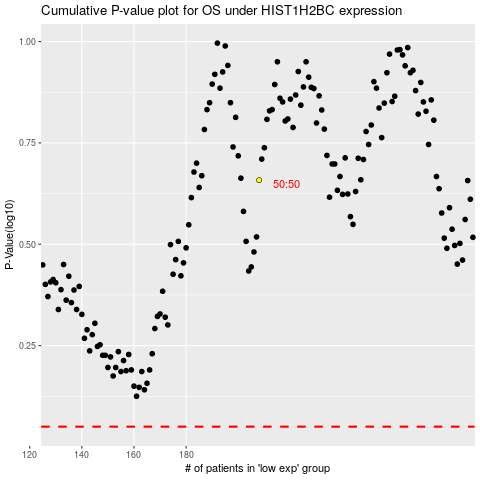 Cumulative P-value plot for OS under HIST1H2BC expression
1.00
0.75
0.50
0.25
P-Value(log10)
50:50
120 140 160 180
# of patients in 'low exp' group